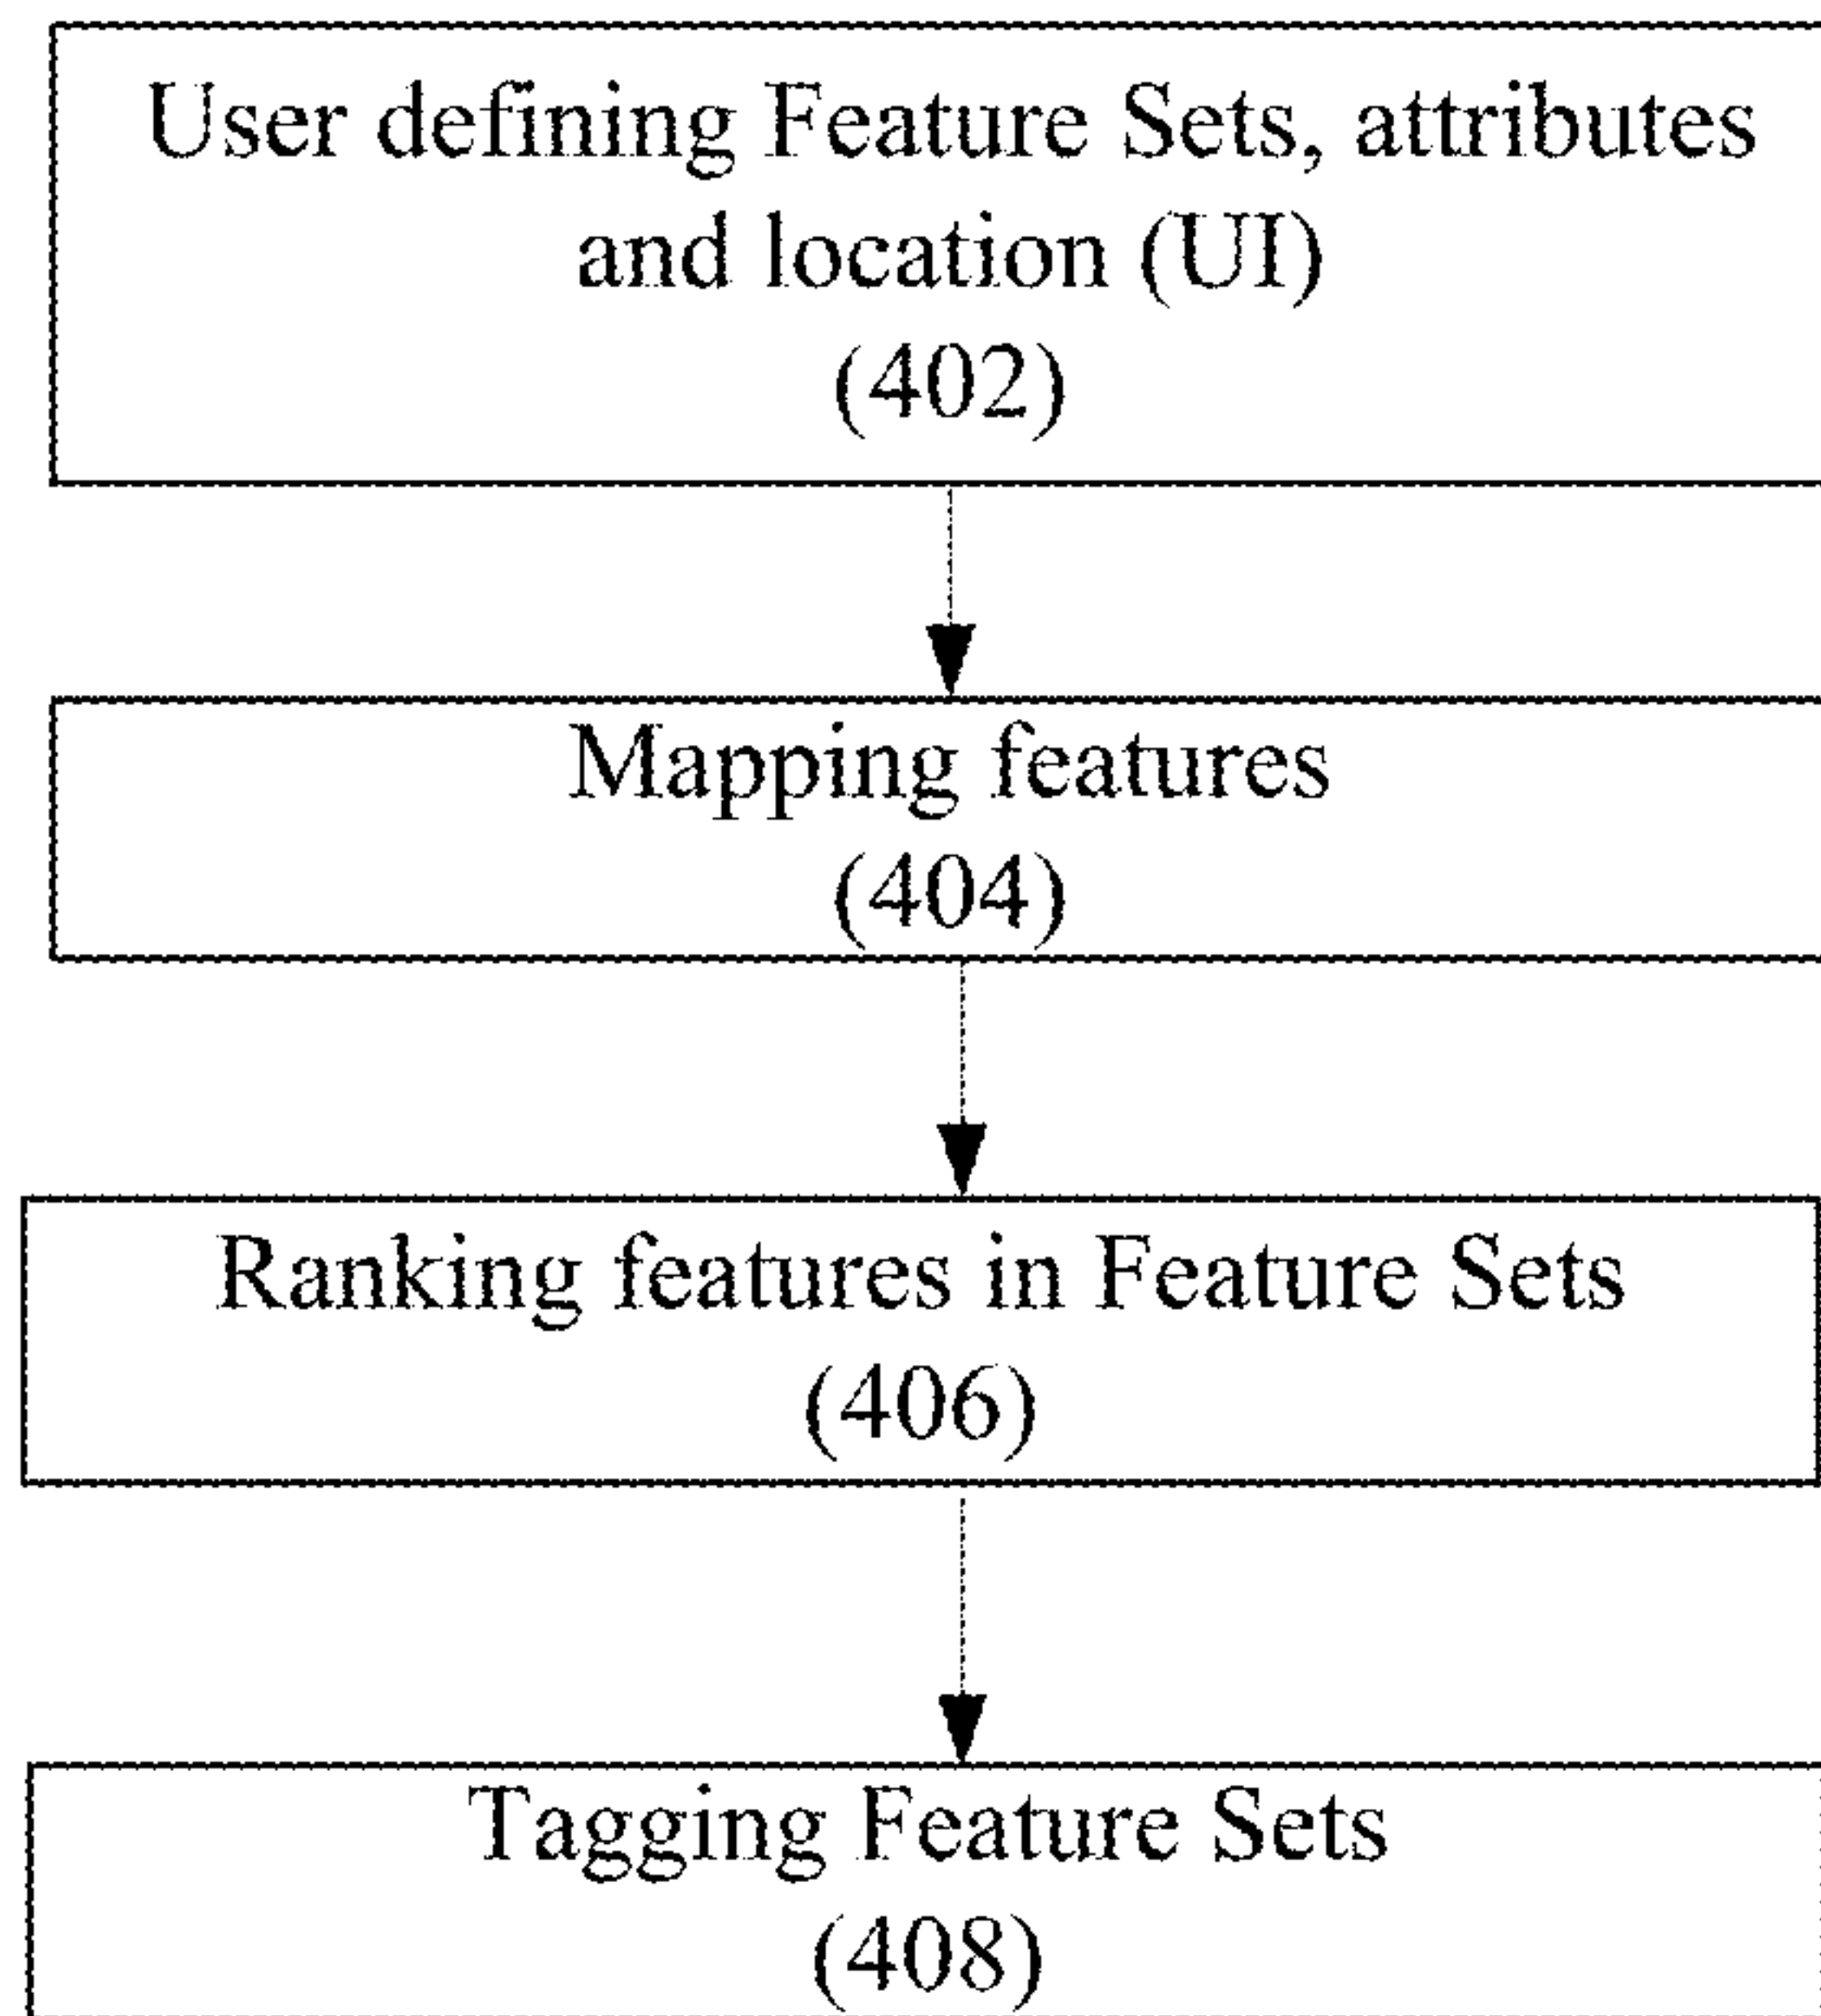 User defining Feature Sets, attributes
and location (UI)
(402)
Mapping features
(404)
Ranking features in Feature Sets
(406)
Tagging Feature Sets
(408)